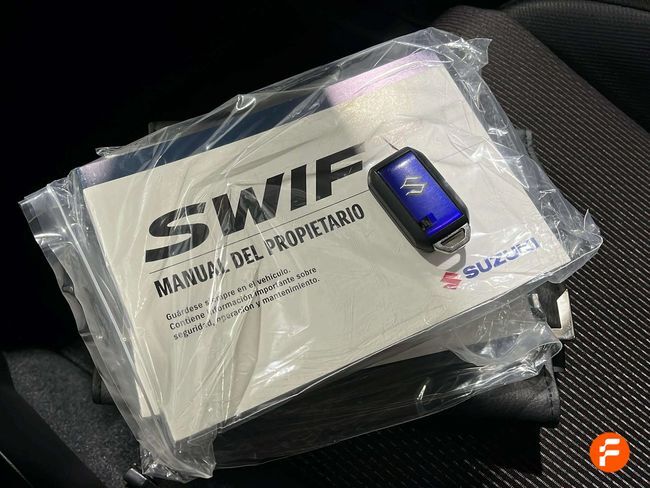 SWIF
MANUAL DEL PROPIETARIO
Guárdese siempre en el vehículo.
Contiene información importante sobre
seguridad, operación y mantenimiento.
SUZUKI
F